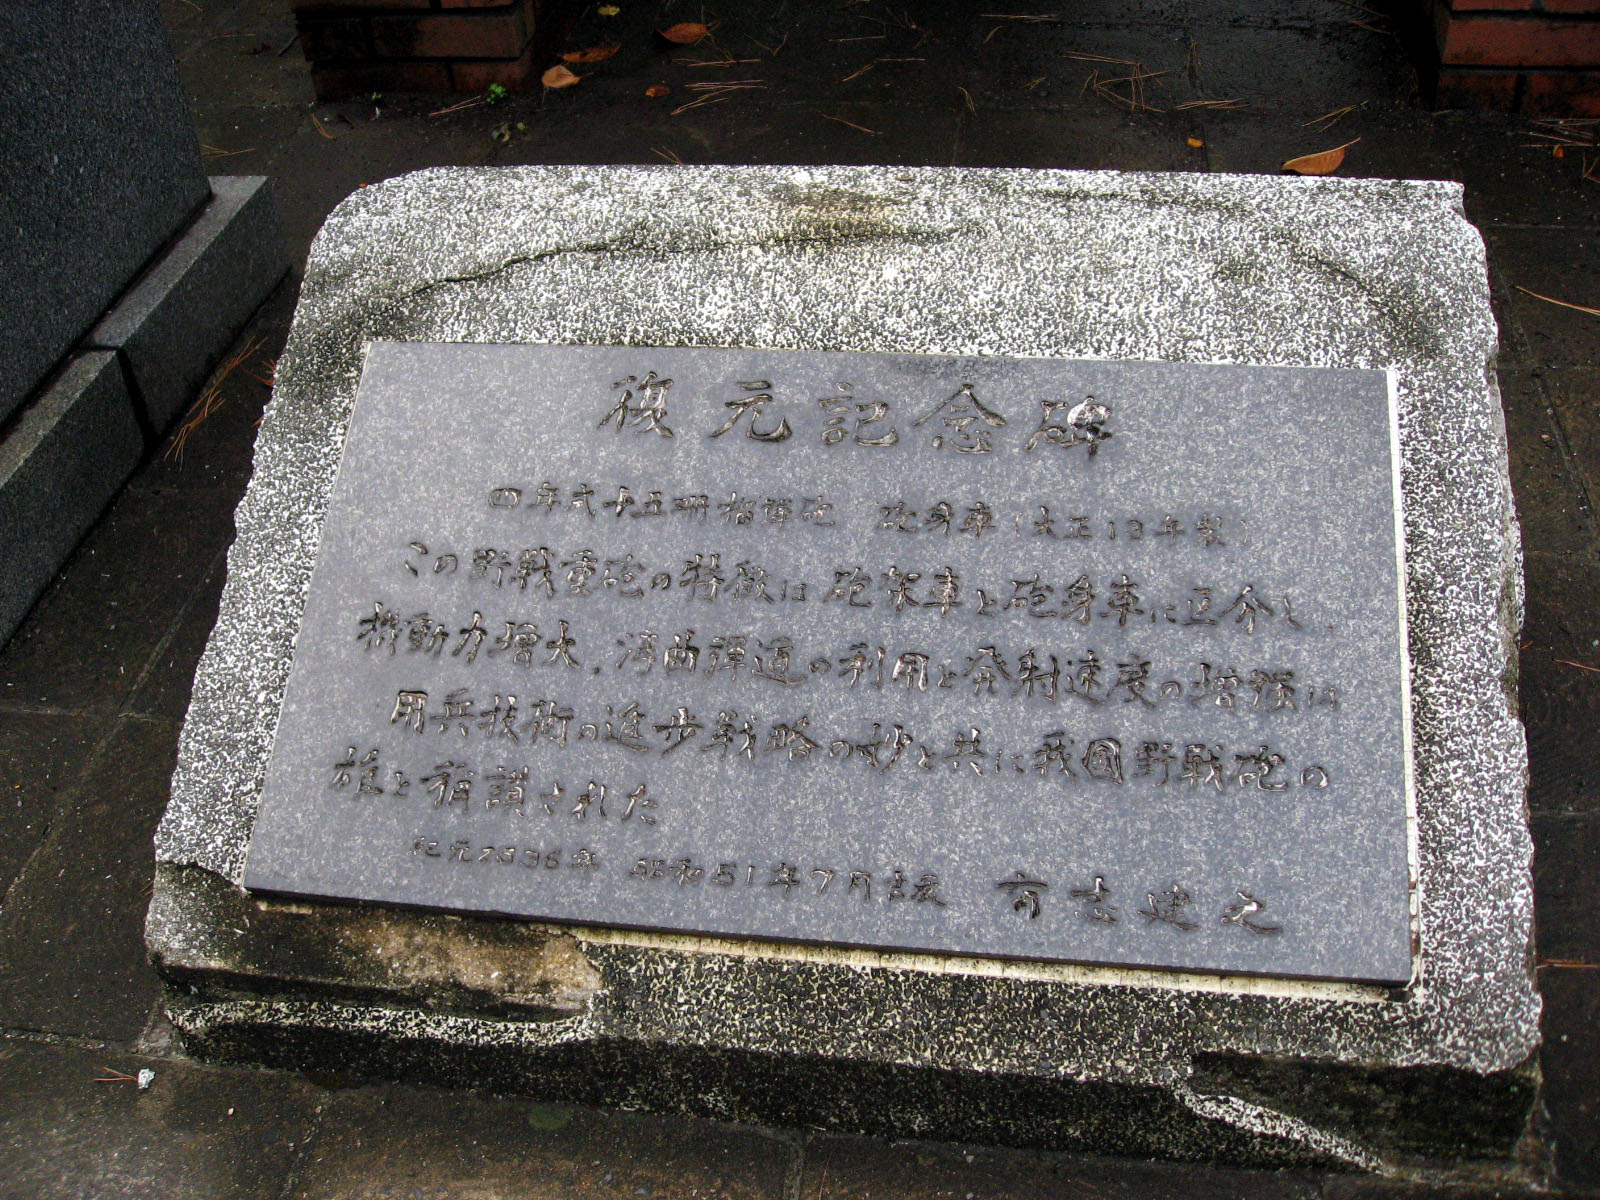 復元記念碑
四年式十五珊榴弾砲 砲身車(大正13年製)
この野戦重砲の特徴は砲架車と砲身車に区分し
機動力増大、湾曲弾道の利用と発射速度の増強は
用兵技術の進歩戦略の妙と共に我國野戦砲の
雄と稱讃された
紀元2636年 昭和51年7月吉辰 有志建之